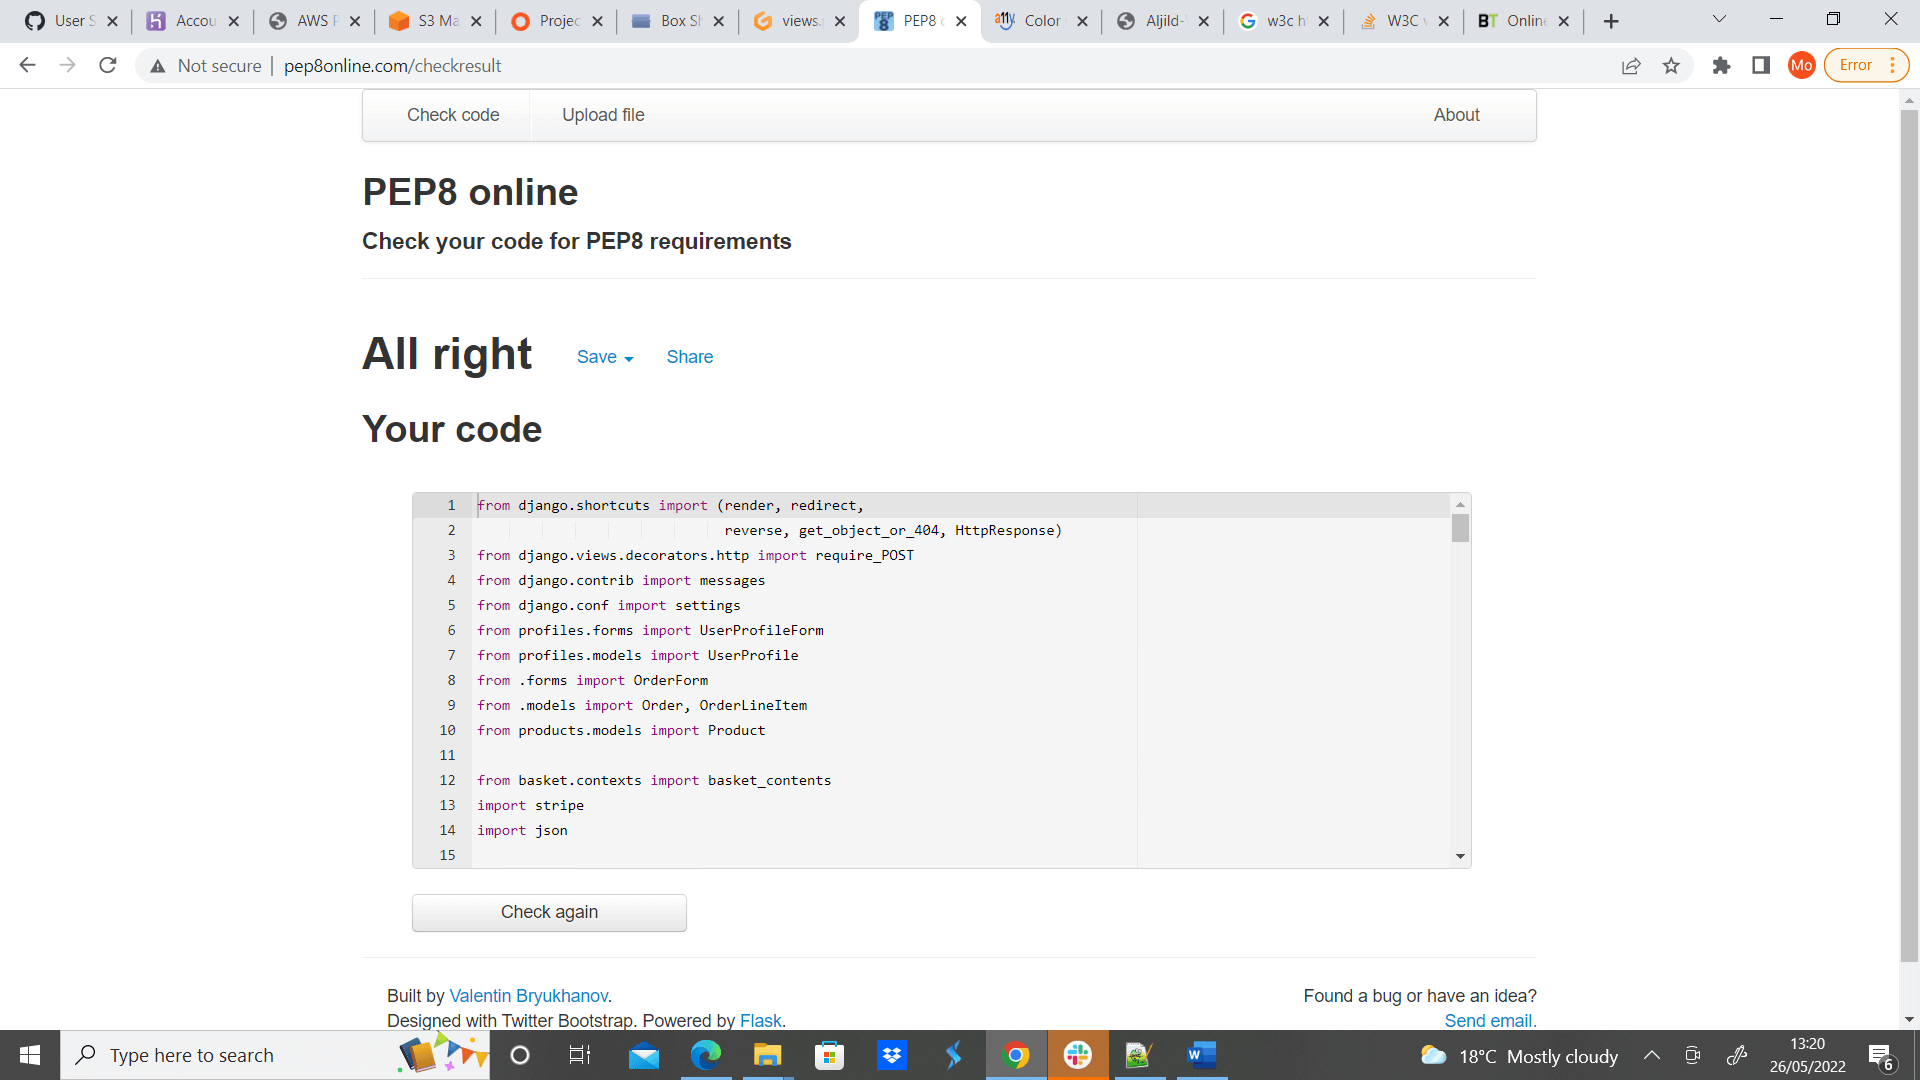 User S
Accou
AWS P
S3 Ma
Projec
Box Sh
views.
PEP8 c
Color
Aljild-
w3c h
W3C v
BT Online
Not secure | pep8online.com/checkresult
Mo
Error
Check code
Upload file
About
PEP8 online
Check your code for PEP8 requirements
All right
Save
Share
Your code
1 from django.shortcuts import (render, redirect,
2 reverse, get_object_or_404, HttpResponse)
3 from django.views.decorators.http import require_POST
4 from django.contrib import messages
5 from django.conf import settings
6 from profiles.forms import UserProfileForm
7 from profiles.models import UserProfile
8 from .forms import OrderForm
9 from .models import Order, OrderLineItem
10 from products.models import Product
11
12 from basket.contexts import basket_contents
13 import stripe
14 import json
15
Check again
Built by Valentin Bryukhanov.
Designed with Twitter Bootstrap. Powered by Flask.
Found a bug or have an idea?
Send email.
Type here to search
18°C Mostly cloudy
13:20
26/05/2022
6